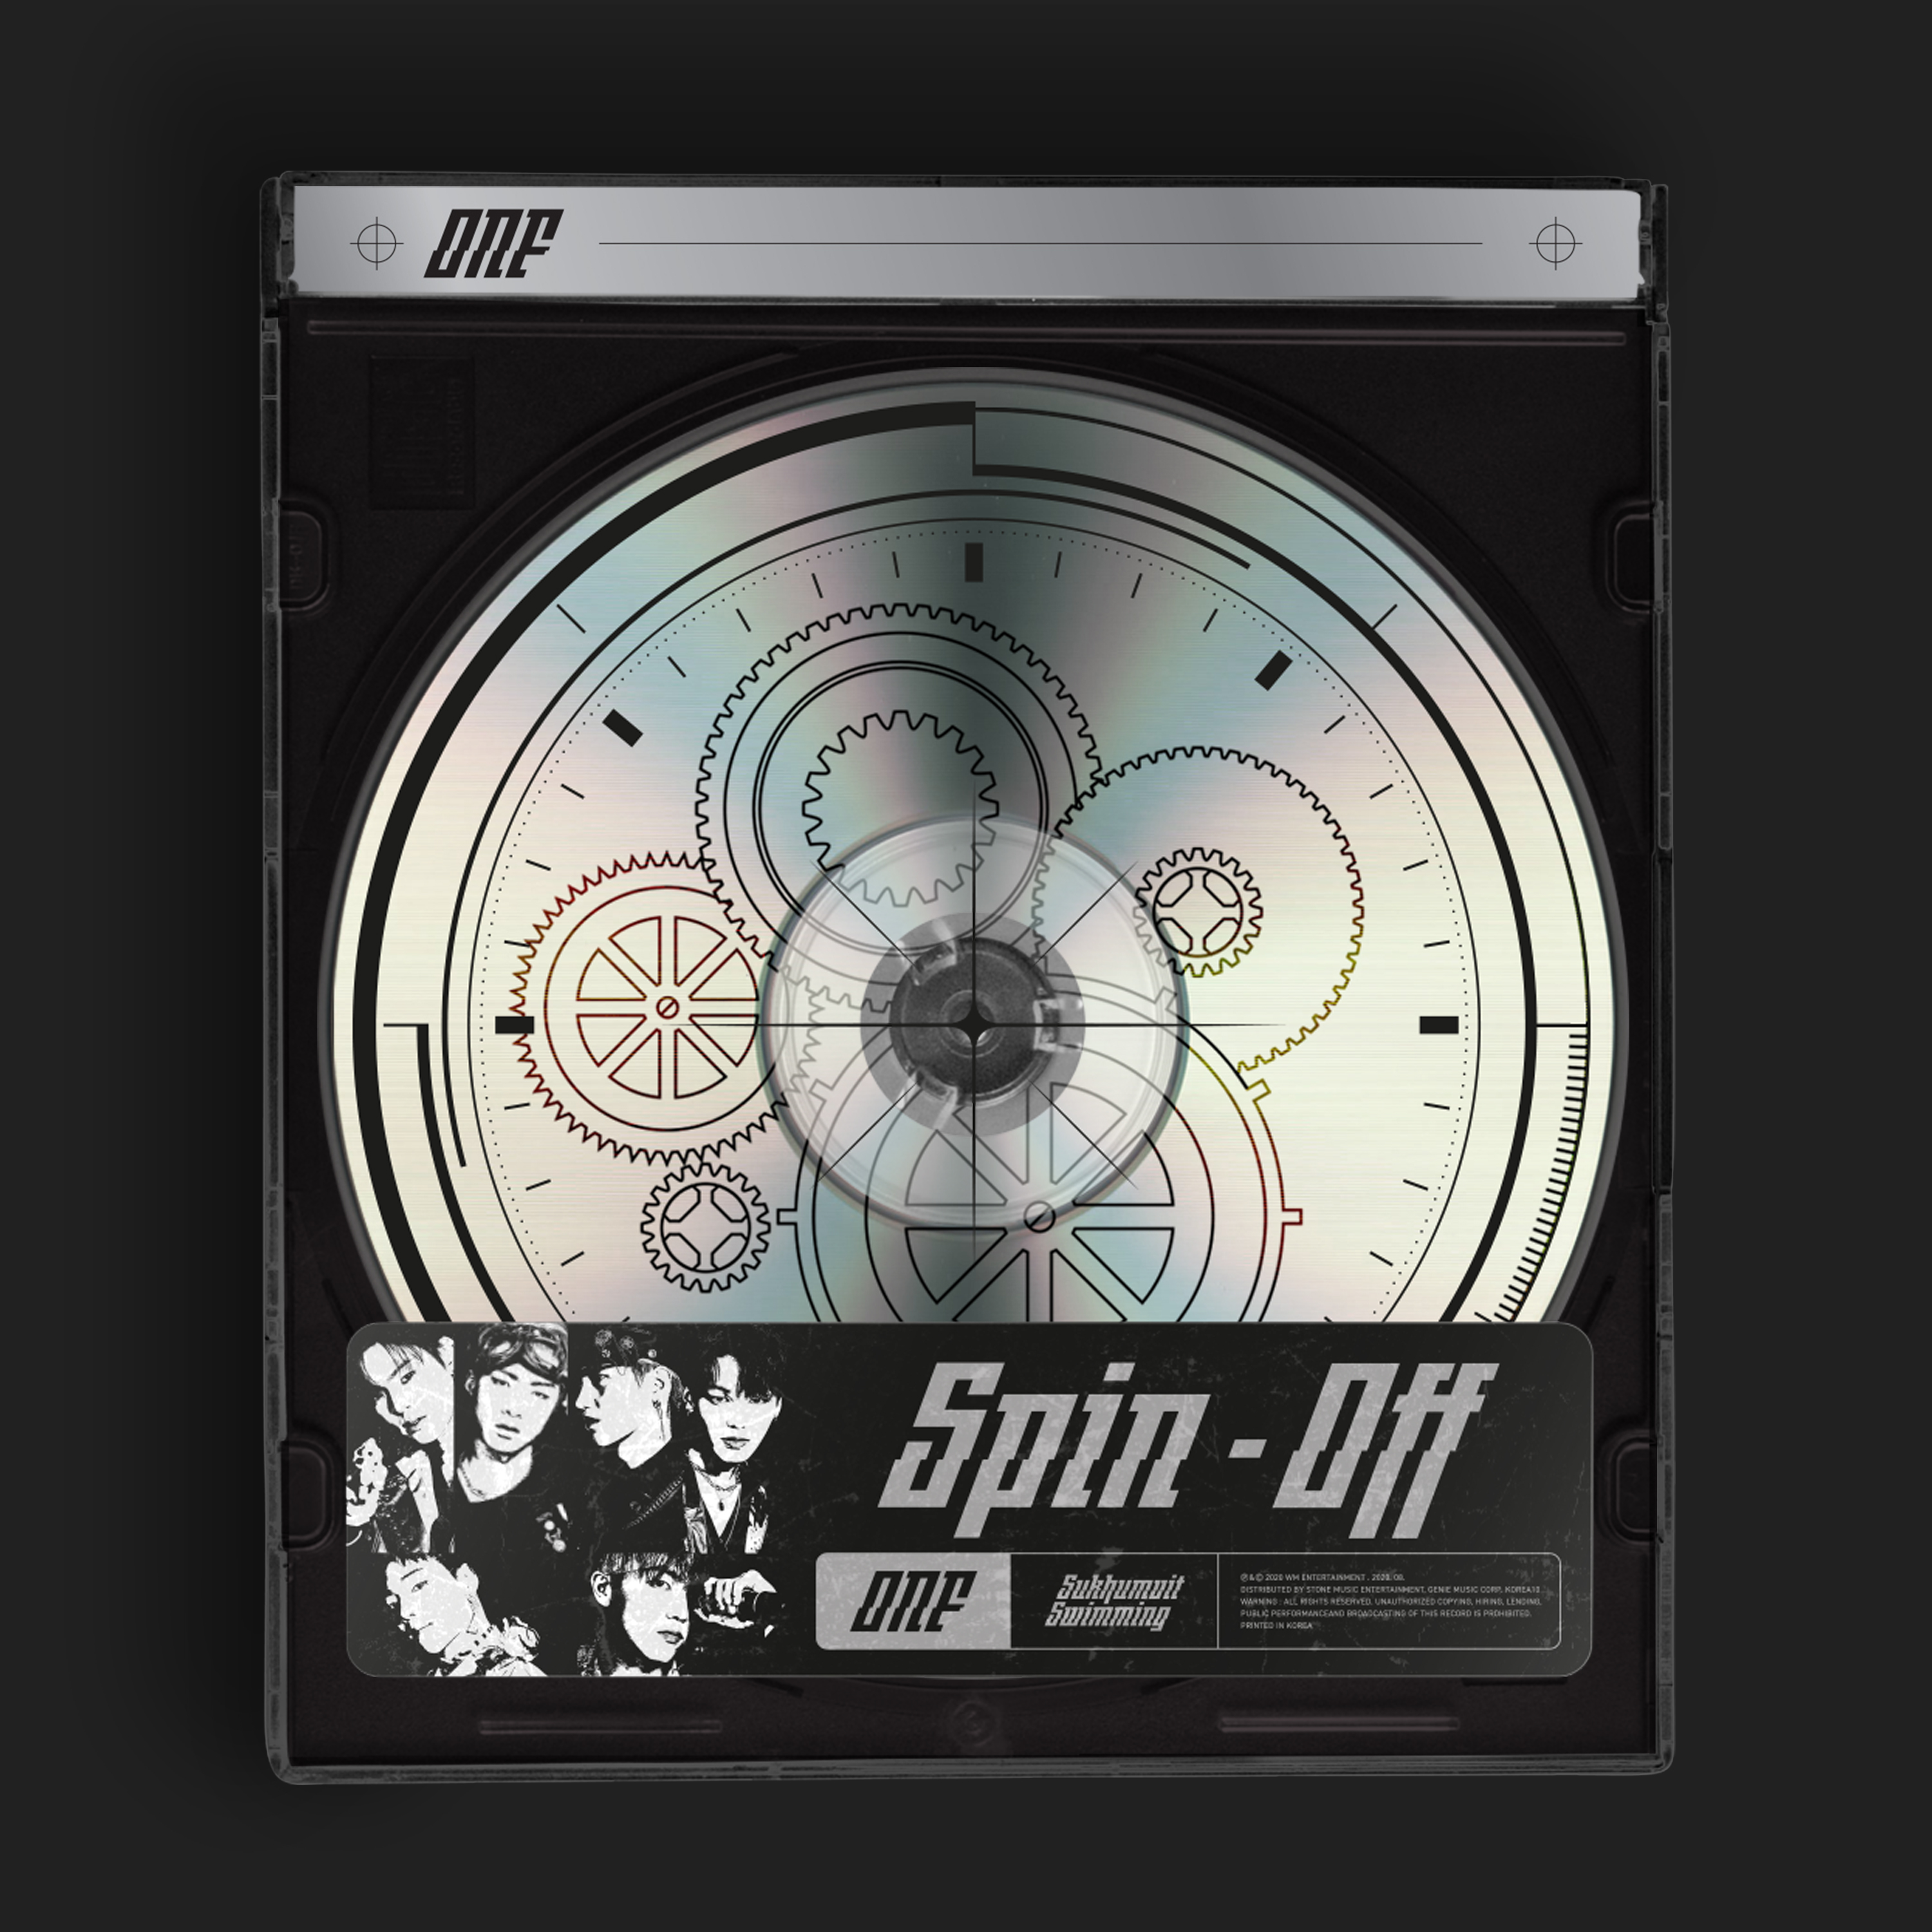 ONF
Spin - Off
ONF
Sukhumvit
Swimming
℗&© 2020 WM ENTERTAINMENT . 2020. 08.
DISTRIBUTED BY STONE MUSIC ENTERTAINMENT, GENIE MUSIC CORP. KOREA.
WARNING : ALL RIGHTS RESERVED. UNAUTHORIZED COPYING, HIRING, LENDING,
PUBLIC PERFORMANCEAND BROADCASTING OF THIS RECORD IS PROHIBITED.
PRINTED IN KOREA